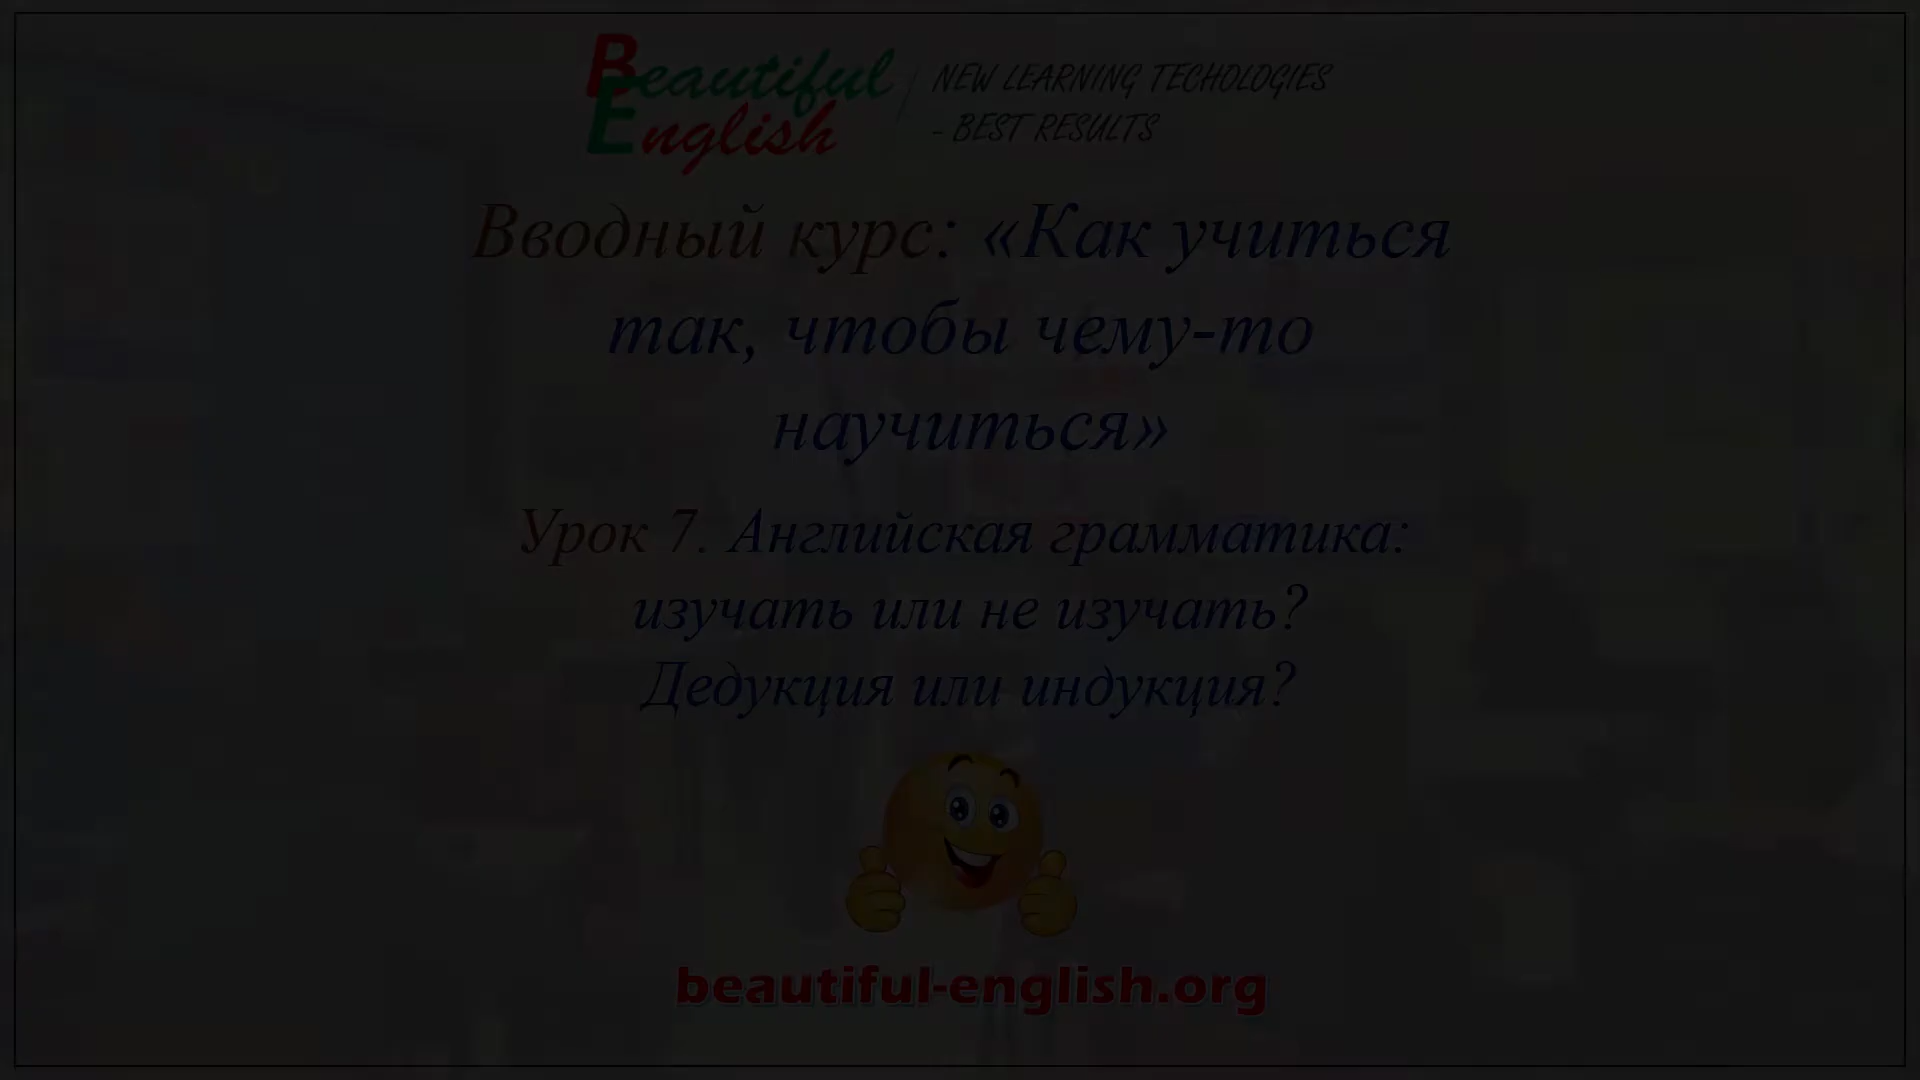 Beautiful
English
NEW LEARNING TECHOLOGIES
- BEST RESULTS
Вводный курс: «Как учиться
так, чтобы чему-то
научиться»
Урок 7. Английская грамматика:
изучать или не изучать?
Дедукция или индукция?
beautiful-english.org